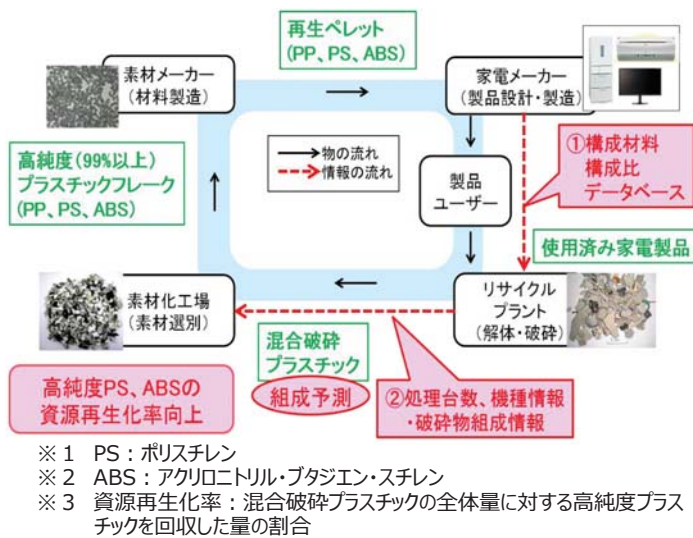 再生ペレット
(PP、PS、ABS)
素材メーカー
(材料製造)
家電メーカー
(製品設計・製造)
高純度(99%以上)
プラスチックフレーク
(PP、PS、ABS)
→物の流れ
情報の流れ
製品
ユーザー
①構成材料
構成比
データベース
使用済み家電製品
素材化工場
(素材選別)
リサイクル
プラント
(解体・破砕)
混合破砕
プラスチック
組成予測
高純度PS、ABSの
資源再生化率向上
②処理台数、機種情報
・破砕物組成情報
※1 PS:ポリスチレン
※2 ABS:アクリロニトリル・ブタジエン・スチレン
※3 資源再生化率:混合破砕プラスチックの全体量に対する高純度プラス
チックを回収した量の割合